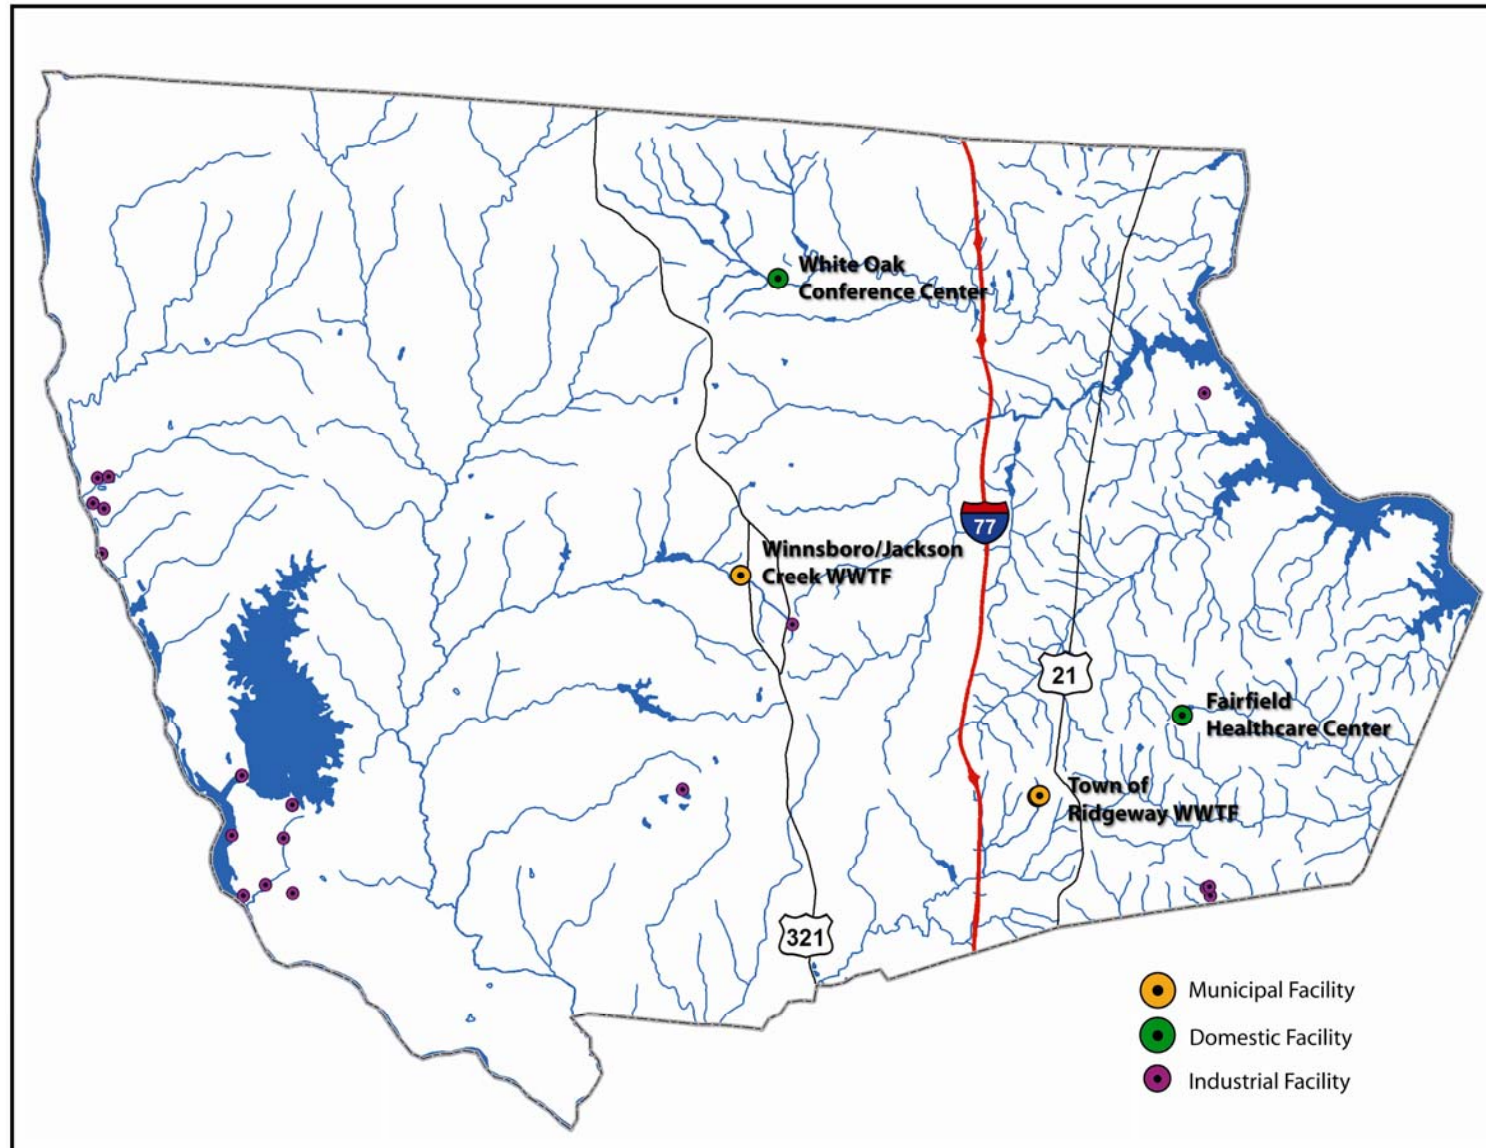 White Oak
Conference Center
77
Winnsboro/Jackson
Creek WWTF
21
Fairfield
Healthcare Center
Town of
Ridgeway WWTF
321
Municipal Facility
Domestic Facility
Industrial Facility